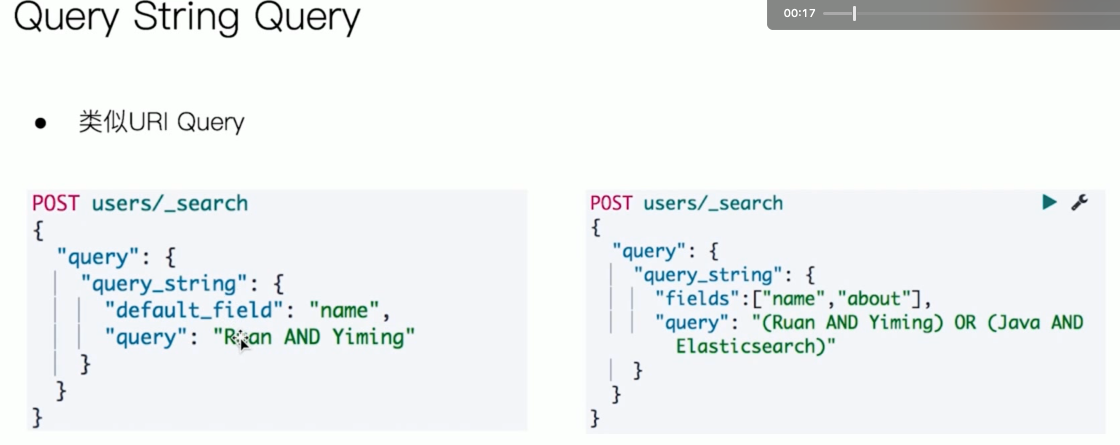 Query String Query
00:17
● 类似URI Query
POST users/_search
{
"query": {
"query_string": {
"default_field": "name",
"query": "Ruan AND Yiming"
}
}
}
POST users/_search
{
"query": {
"query_string": {
"fields":["name","about"],
"query": "(Ruan AND Yiming) OR (Java AND
Elasticsearch)"
}
}
}